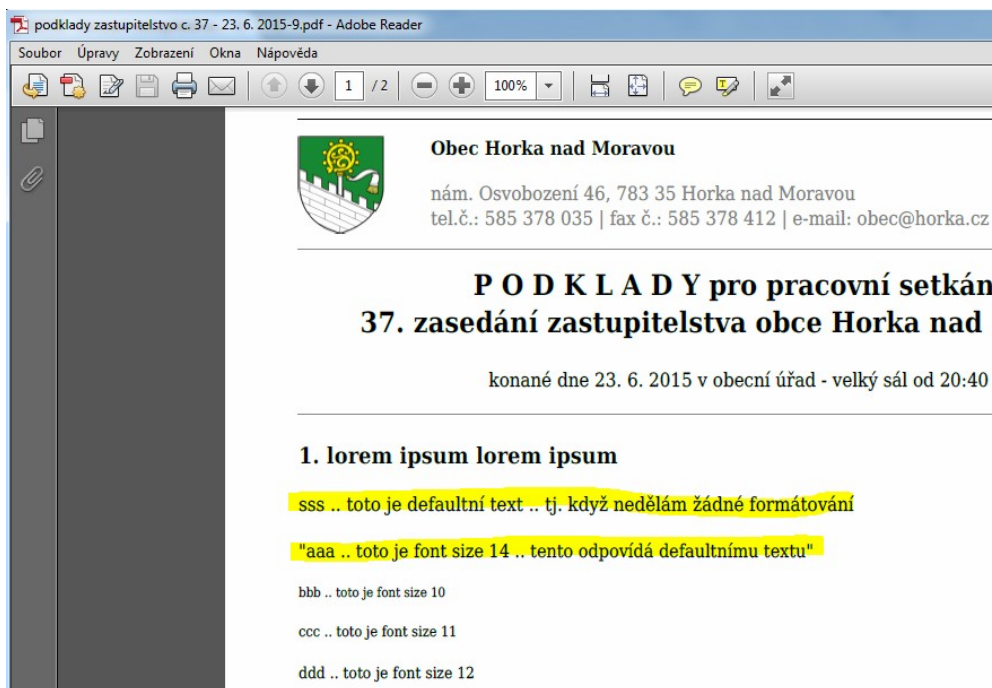 podklady zastupitelstvo c. 37 - 23. 6. 2015-9.pdf - Adobe Reader
Soubor Úpravy Zobrazení Okna Nápověda
1 / 2 100%
Obec Horka nad Moravou
nám. Osvobození 46, 783 35 Horka nad Moravou
tel.č.: 585 378 035 | fax č.: 585 378 412 | e-mail: obec@horka.cz
P O D K L A D Y pro pracovní setkán
37. zasedání zastupitelstva obce Horka nad
konané dne 23. 6. 2015 v obecní úřad - velký sál od 20:40
1. lorem ipsum lorem ipsum
sss .. toto je defaultní text .. tj. když nedělám žádné formátování
"aaa .. toto je font size 14 .. tento odpovídá defaultnímu textu"
bbb .. toto je font size 10
ccc .. toto je font size 11
ddd .. toto je font size 12